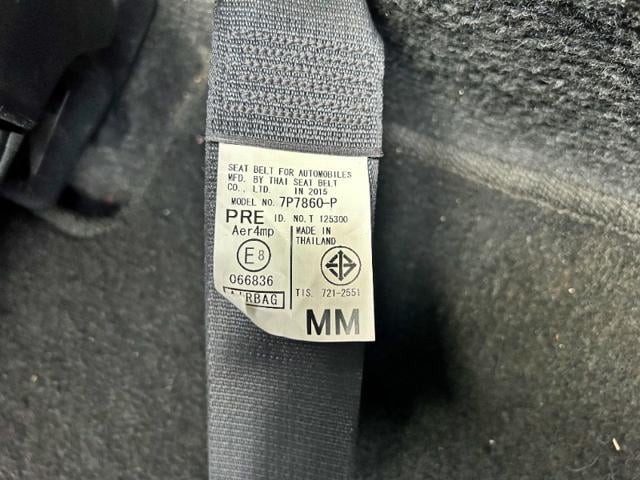 SEAT BELT FOR AUTOMOBILES
MFD. BY THAI SEAT BELT
CO., LTD. IN 2015
MODEL NO. 7P7860-P
PRE ID. NO. T 125300
Aer4mp
MADE IN
THAILAND
E8
066836
AIRBAG
TIS. 721-2551
MM